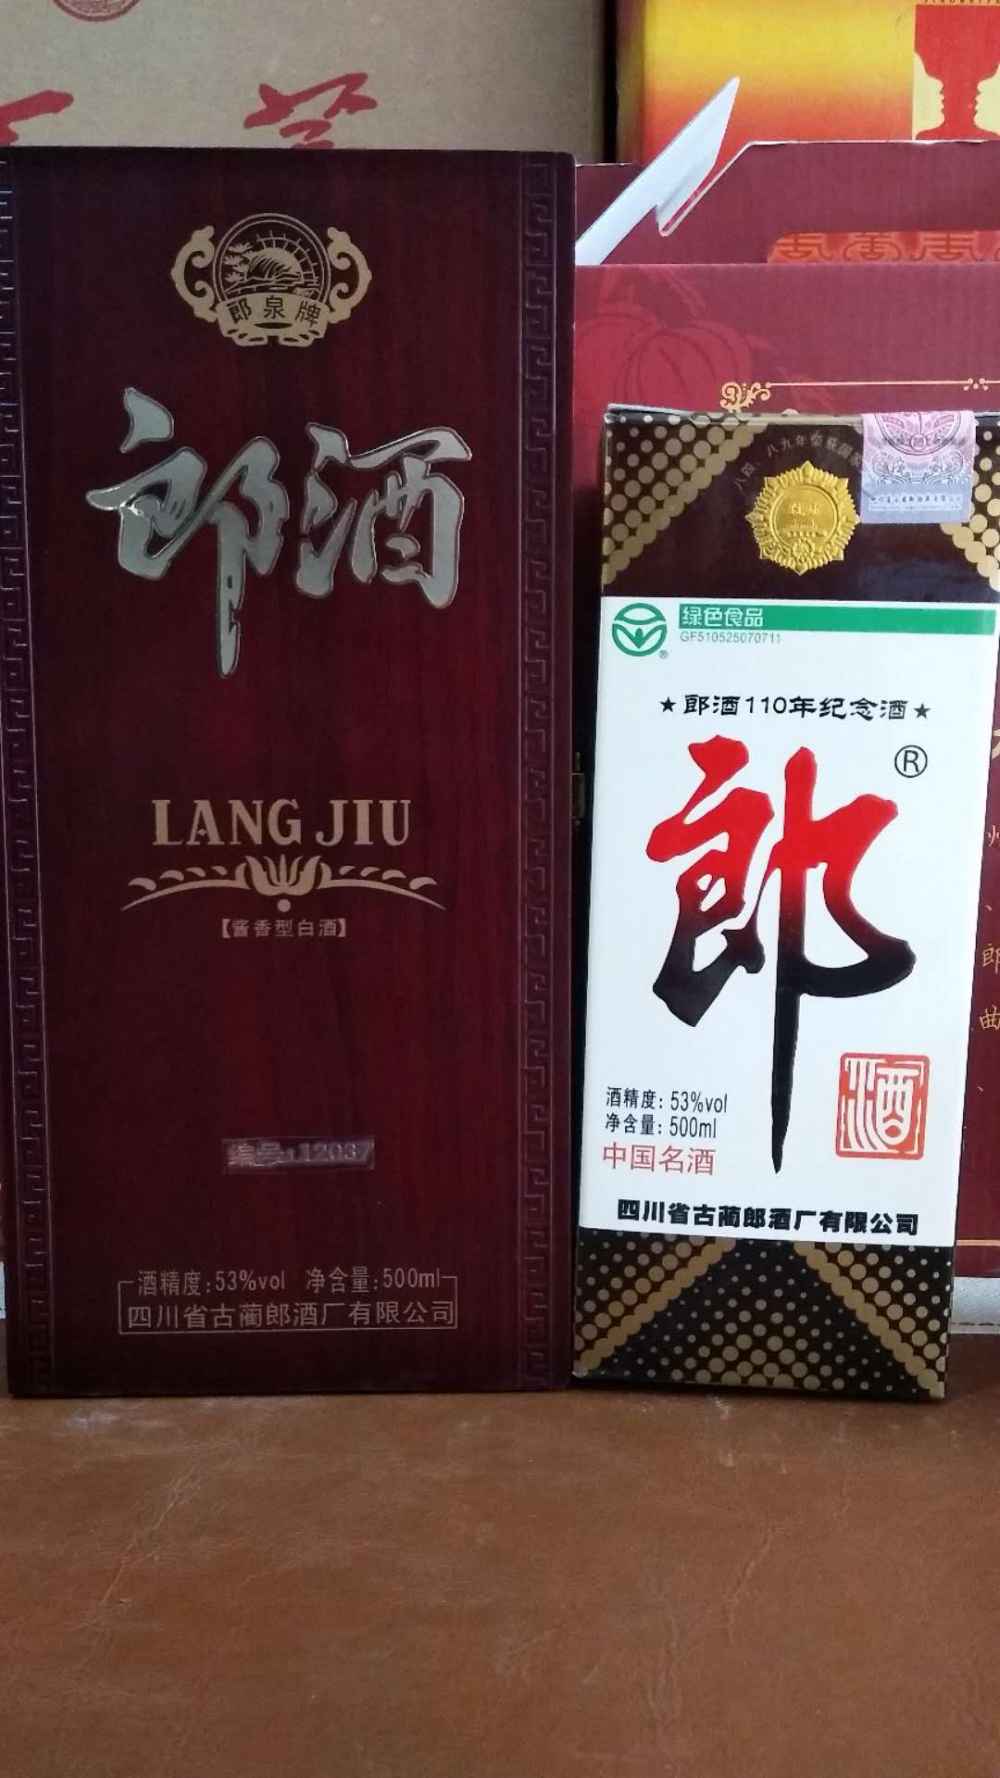 郎泉牌
郎酒
LANG JIU
【酱香型白酒】
编号:12037
酒精度:53%vol 净含量:500ml
四川省古蔺郎酒厂有限公司
绿色食品
GF510525070711
®
★郎酒110年纪念酒★
郎
®
酒
酒精度:53%vol
净含量:500ml
中国名酒
四川省古蔺郎酒厂有限公司
郎
曲